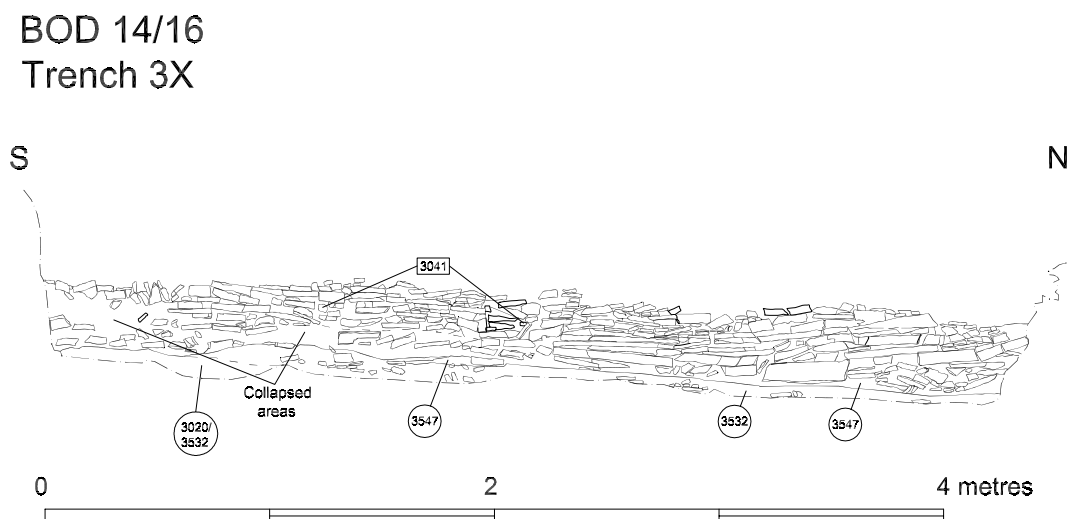 BOD 14/16
Trench 3X
S
N
3041
Collapsed
areas
3020/
3532
3547
3532
3547
0
2
4 metres